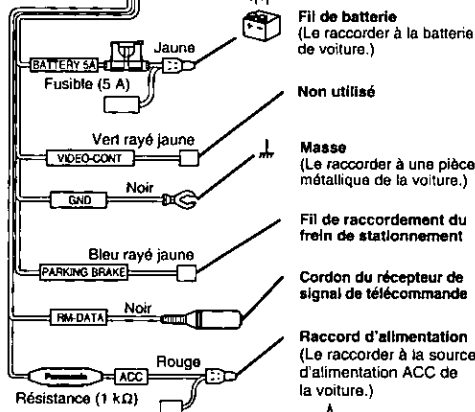 Fil de batterie
(Le raccorder à la batterie
de voiture.)
Jaune
BATTERY 5A
Fusible (5 A)
Non utilisé
Vert rayé jaune
VIDEO-CONT
Masse
(Le raccorder à une pièce
métallique de la voiture.)
Noir
GND
Fil de raccordement du
frein de stationnement
Bleu rayé jaune
PARKING BRAKE
Cordon du récepteur de
signal de télécommande
Noir
RM-DATA
Raccord d'alimentation
(Le raccorder à la source
d'alimentation ACC de
la voiture.)
Rouge
Panasonic
ACC
Résistance (1 kΩ)